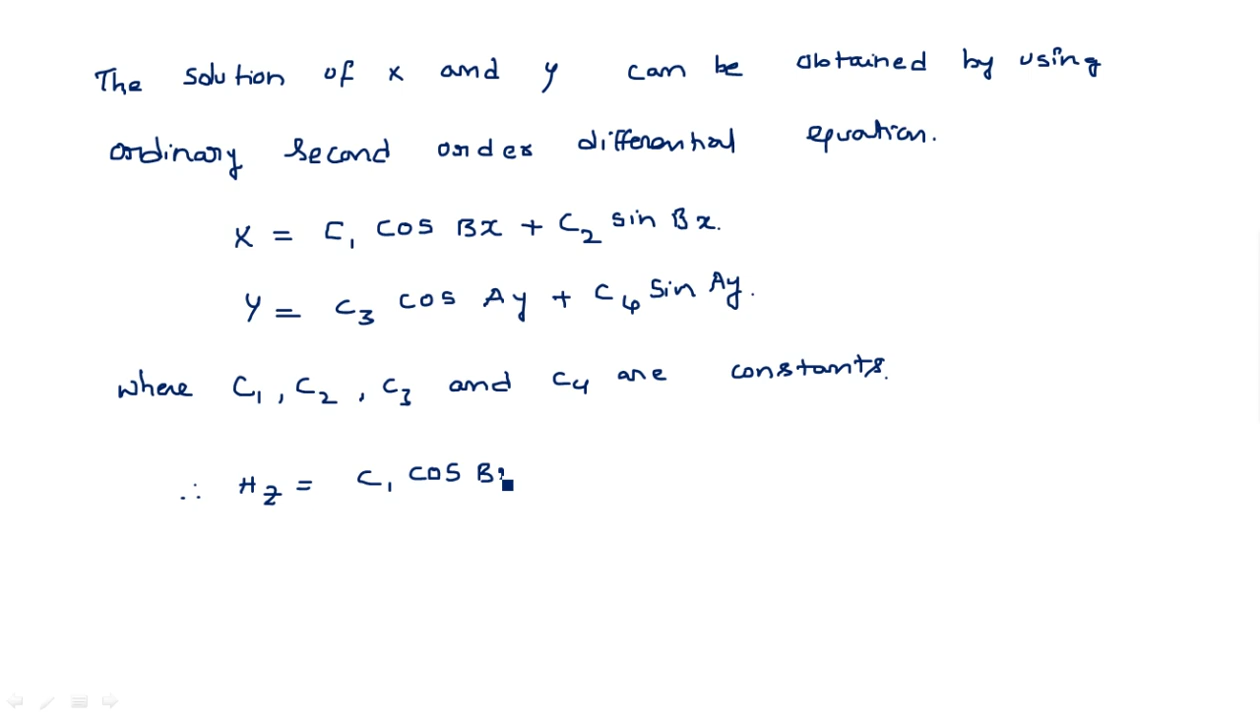 The solution of x and y can be obtained by using
ordinary second order differential equation.
X = C₁ cos Bx + C₂ sin Bx.
Y = C₃ cos Ay + C₄ sin Ay.
where C₁, C₂, C₃ and C₄ are constants.
∴ H_z = C₁ cos B